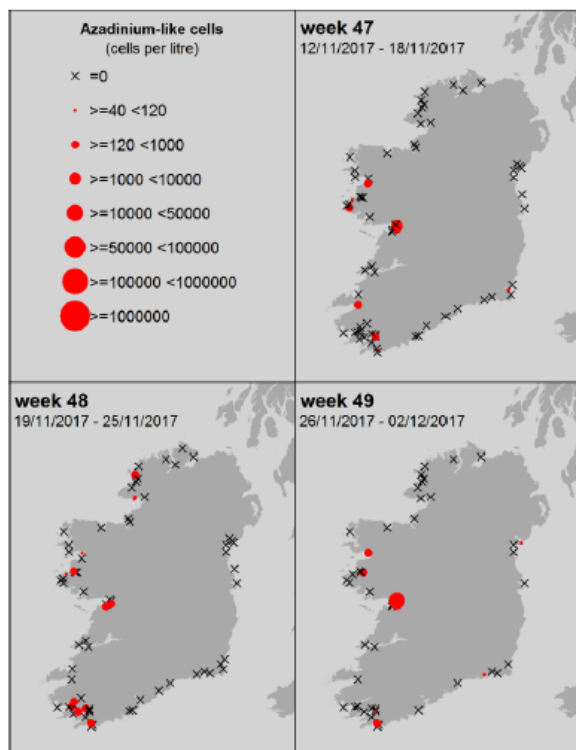 Azadinium-like cells
(cells per litre)
=0
>=40 <120
>=120 <1000
>=1000 <10000
>=10000 <50000
>=50000 <100000
>=100000 <1000000
>=1000000
week 47
12/11/2017 - 18/11/2017
week 48
19/11/2017 - 25/11/2017
week 49
26/11/2017 - 02/12/2017